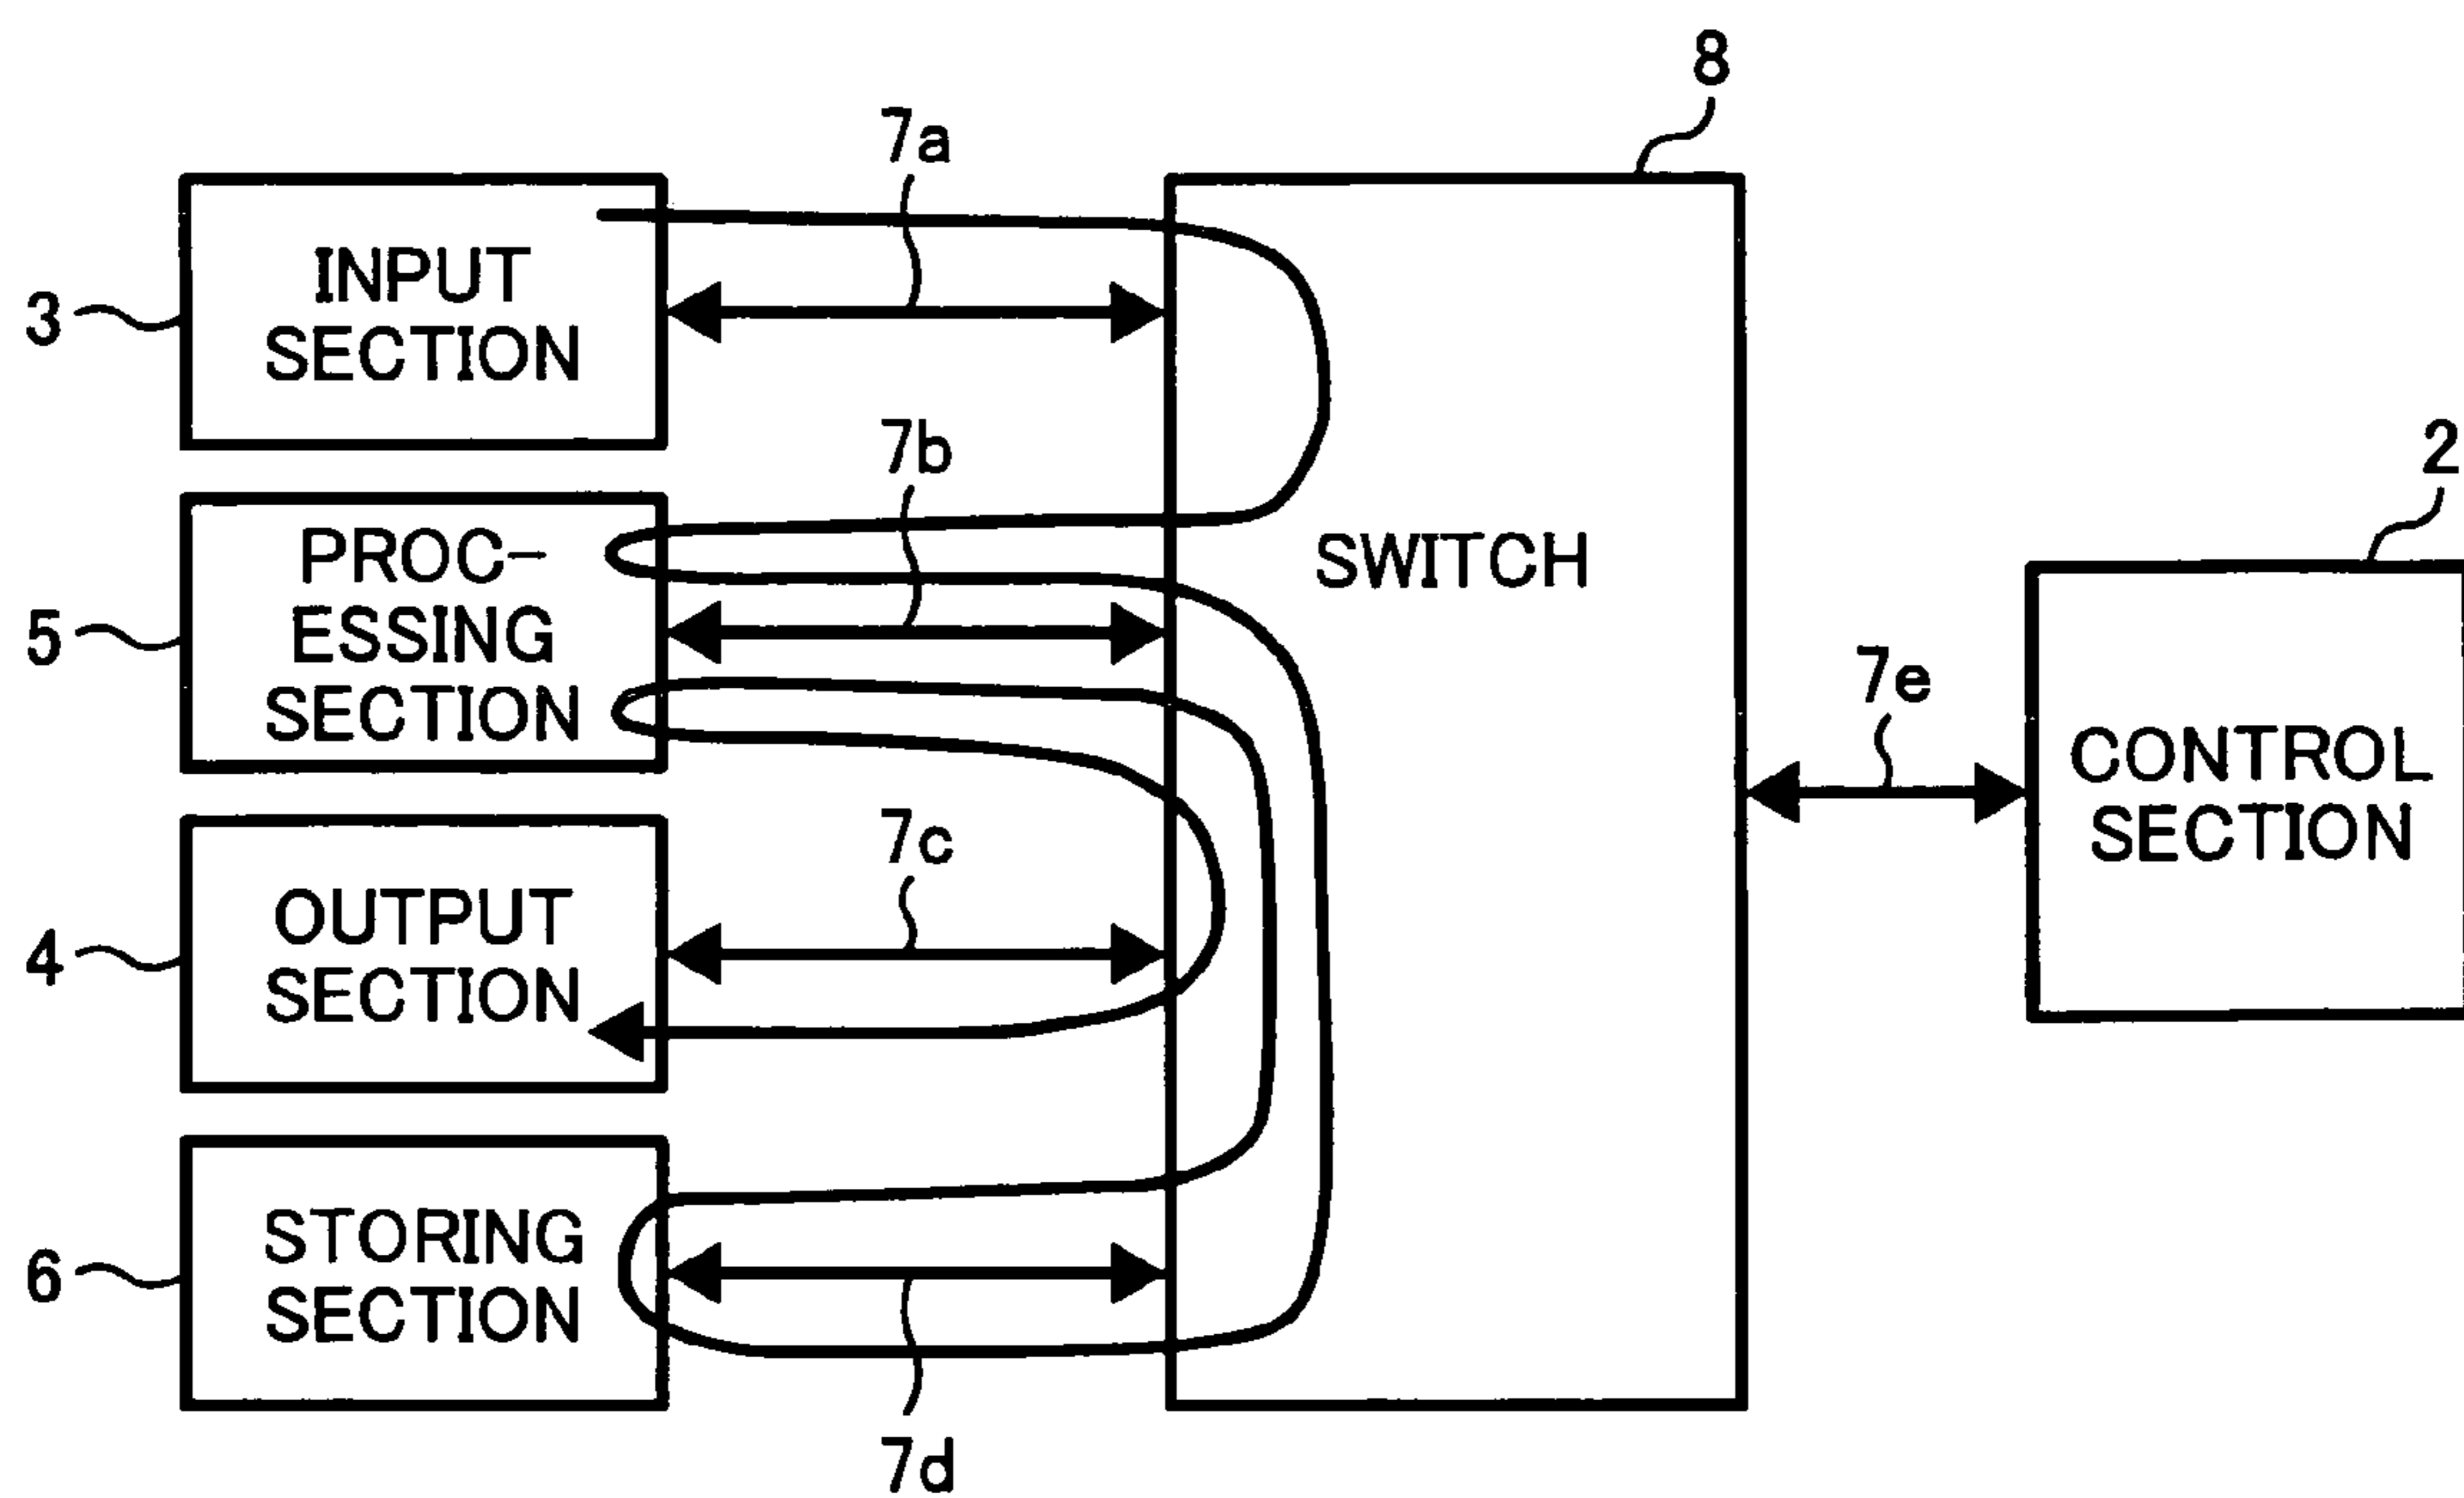 8
7a
3
INPUT
SECTION
7b
2
5
PROC-
ESSING
SECTION
SWITCH
7e
CONTROL
SECTION
7c
4
OUTPUT
SECTION
6
STORING
SECTION
7d